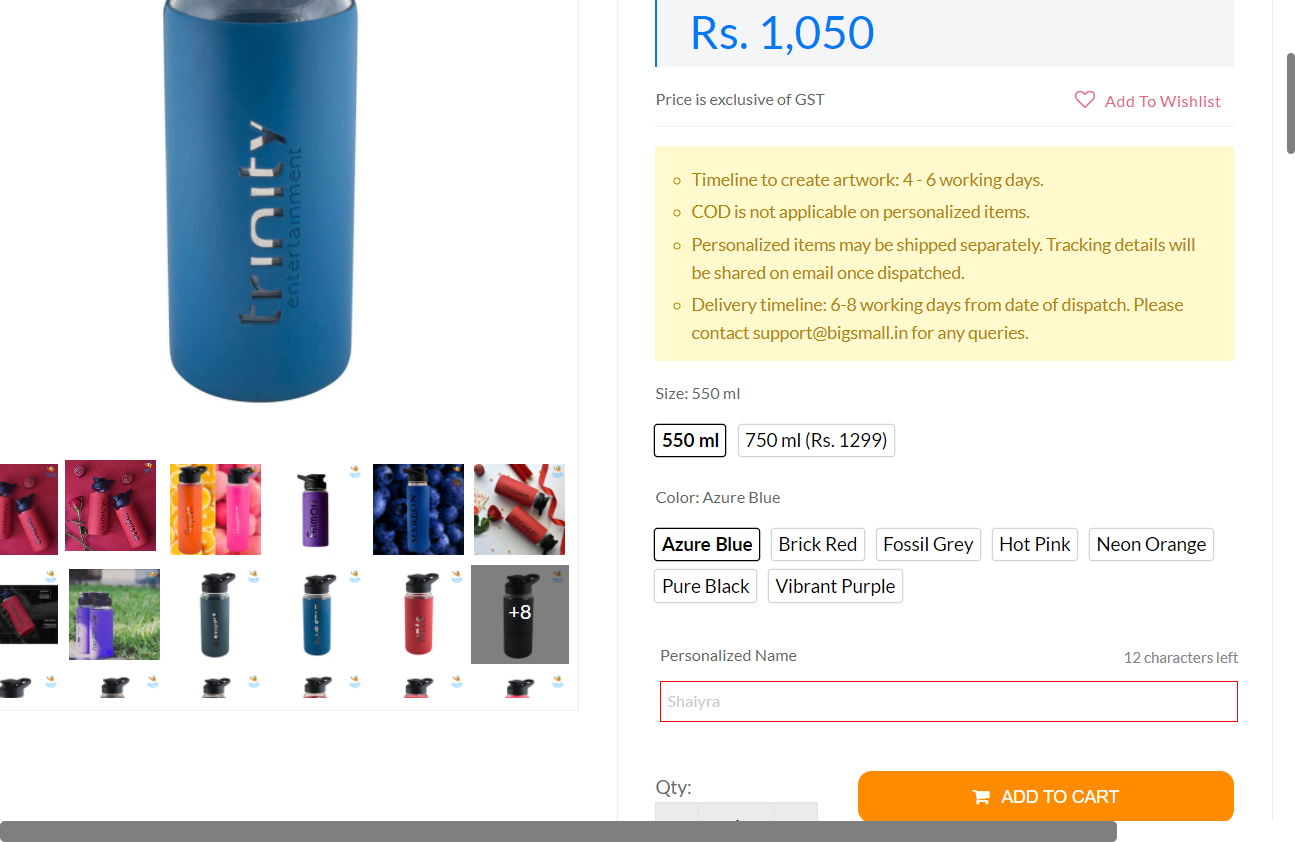 Rs. 1,050
Price is exclusive of GST
Add To Wishlist
Timeline to create artwork: 4 - 6 working days.
COD is not applicable on personalized items.
Personalized items may be shipped separately. Tracking details will
be shared on email once dispatched.
Delivery timeline: 6-8 working days from date of dispatch. Please
contact support@bigsmall.in for any queries.
Size: 550 ml
550 ml
750 ml (Rs. 1299)
Color: Azure Blue
Azure Blue
Brick Red
Fossil Grey
Hot Pink
Neon Orange
Pure Black
Vibrant Purple
Personalized Name
12 characters left
Shaiyra
Qty:
ADD TO CART
trinity
entertainment
+8